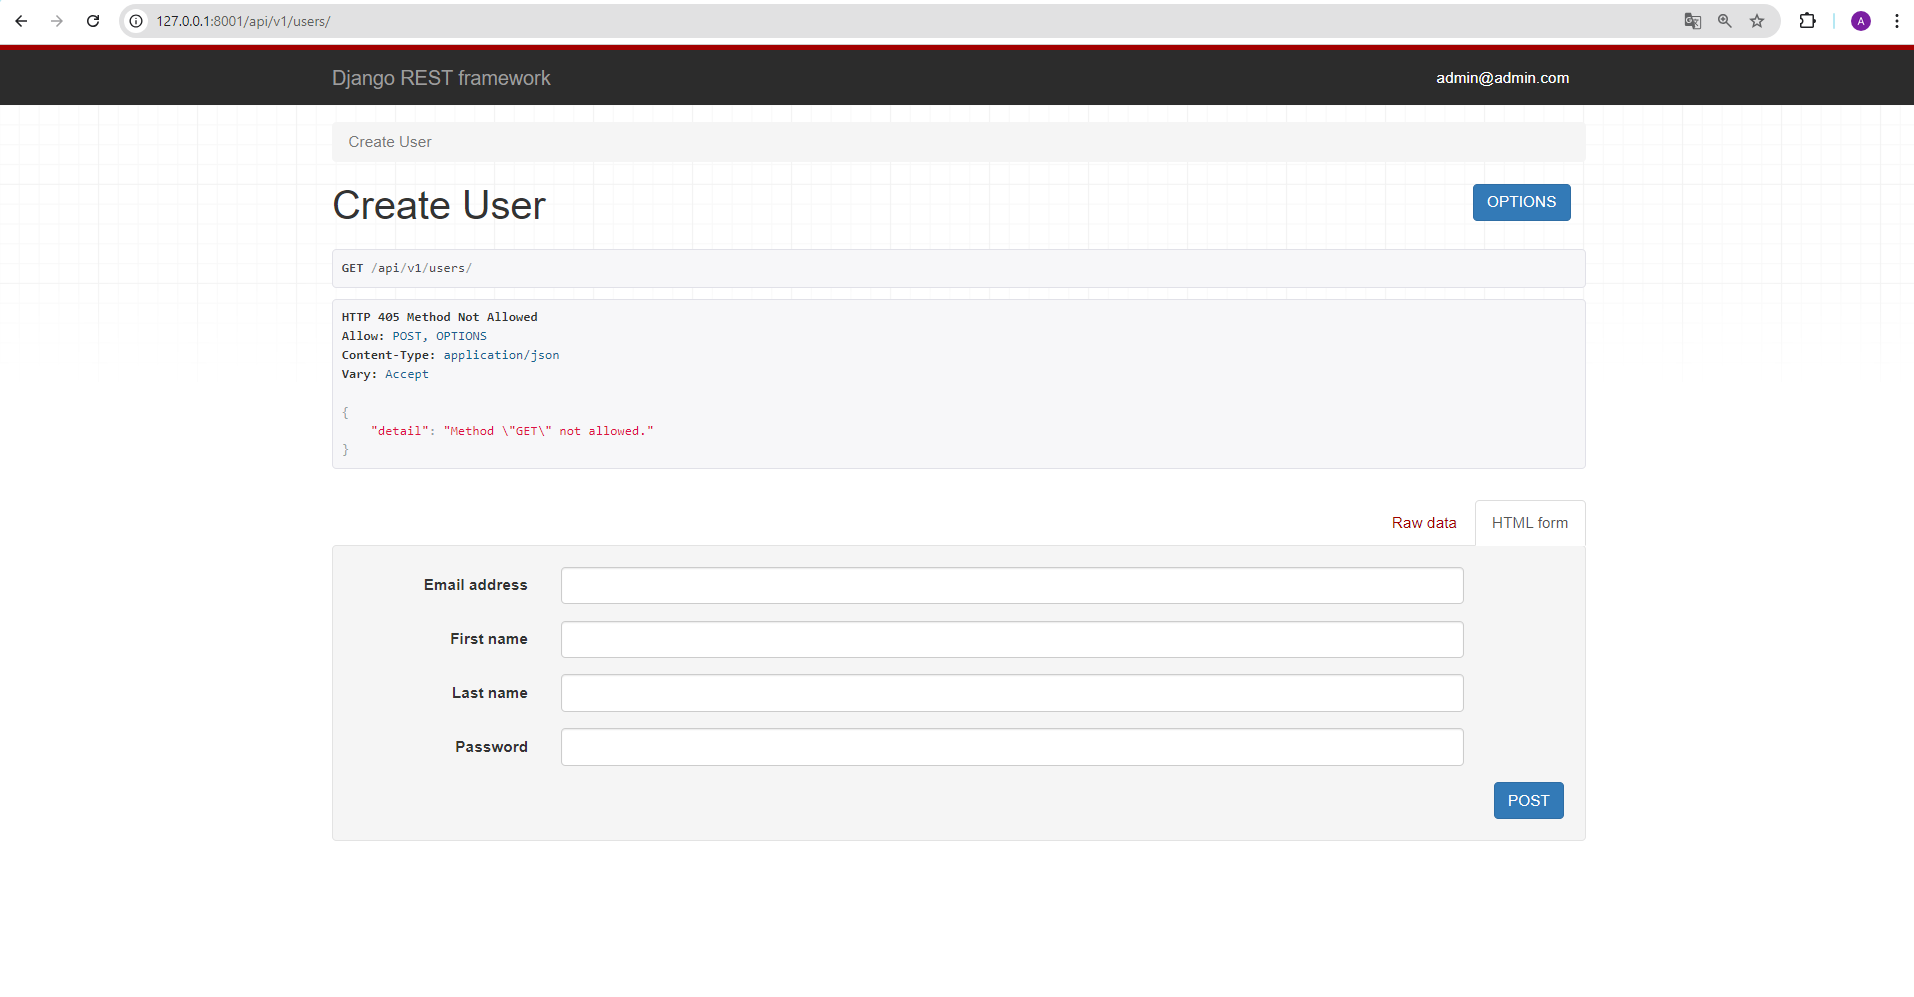 127.0.0.1:8001/api/v1/users/
A
Django REST framework
admin@admin.com
Create User
Create User
OPTIONS
GET /api/v1/users/
HTTP 405 Method Not Allowed
Allow: POST, OPTIONS
Content-Type: application/json
Vary: Accept
{
"detail": "Method \"GET\" not allowed."
}
Raw data
HTML form
Email address
First name
Last name
Password
POST